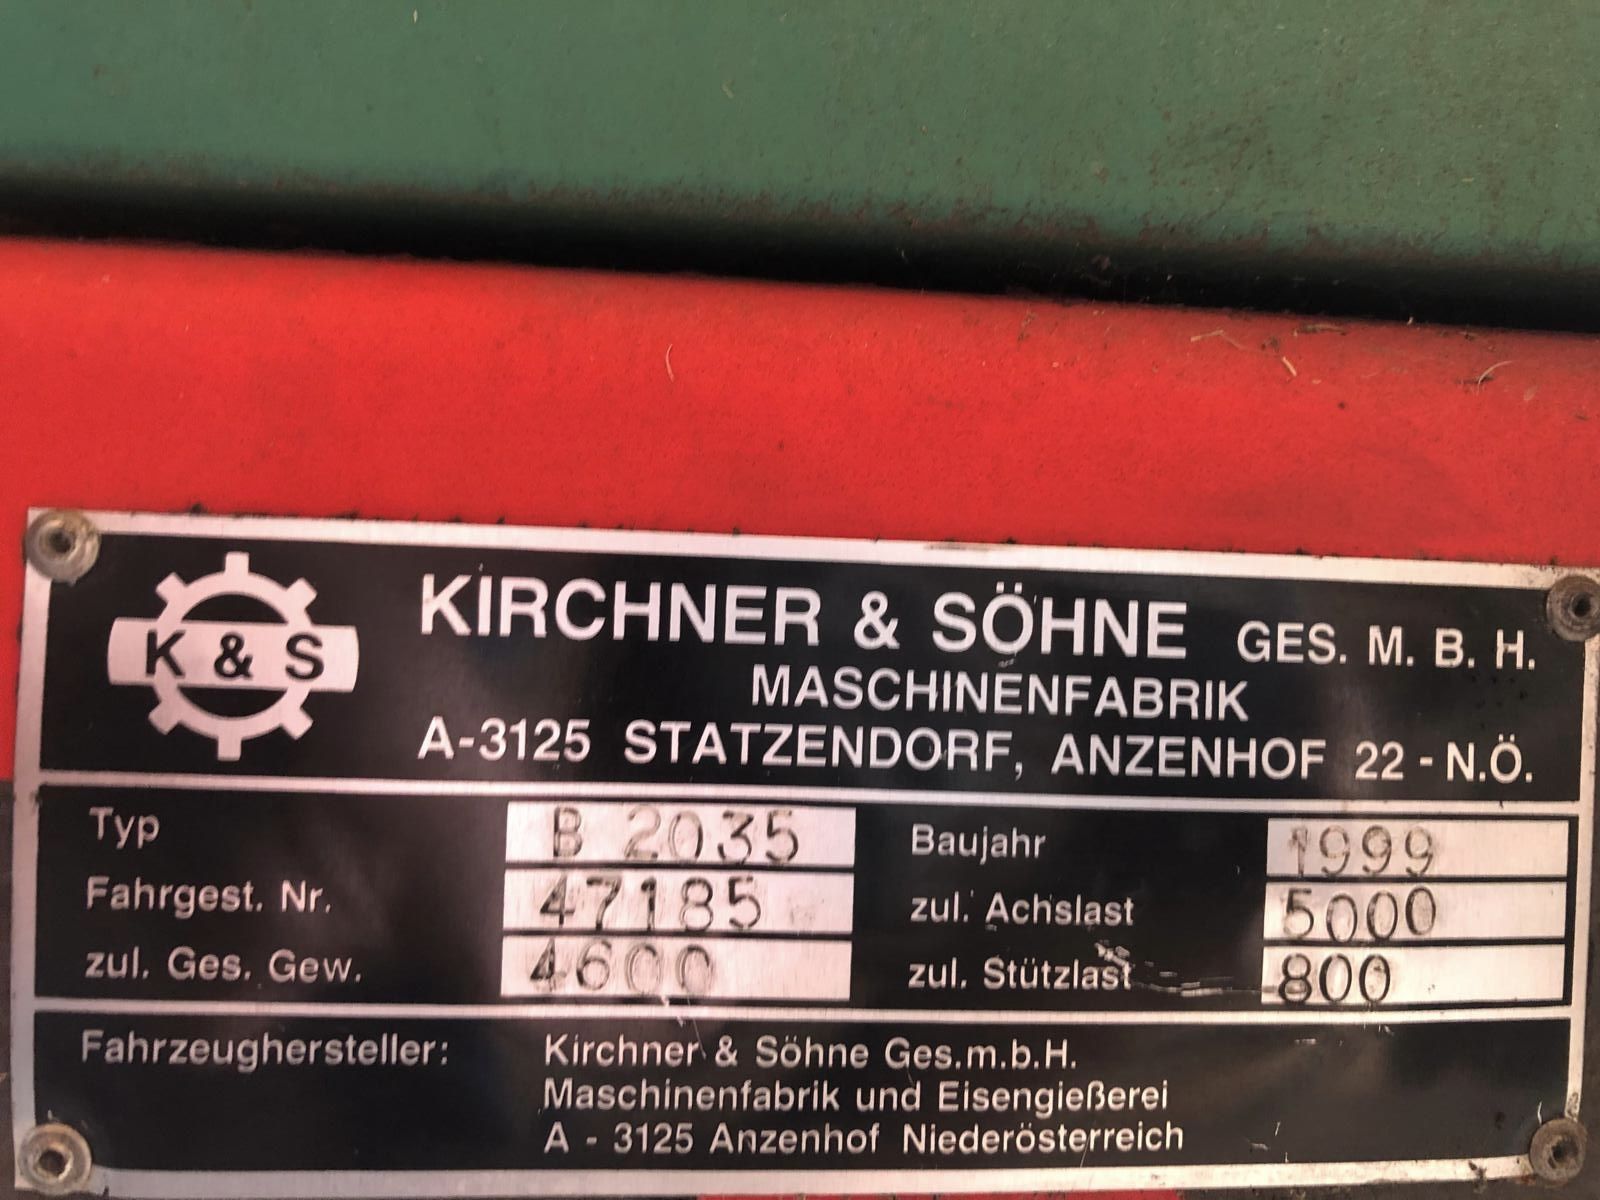 K & S
KIRCHNER & SÖHNE GES. M. B. H.
MASCHINENFABRIK
A-3125 STATZENDORF, ANZENHOF 22 - N.Ö.
Typ B 2035 Baujahr 1999
Fahrgest. Nr. 47185 zul. Achslast 5000
zul. Ges. Gew. 4600 zul. Stützlast 800
Fahrzeughersteller: Kirchner & Söhne Ges.m.b.H.
Maschinenfabrik und Eisengießerei
A - 3125 Anzenhof Niederösterreich